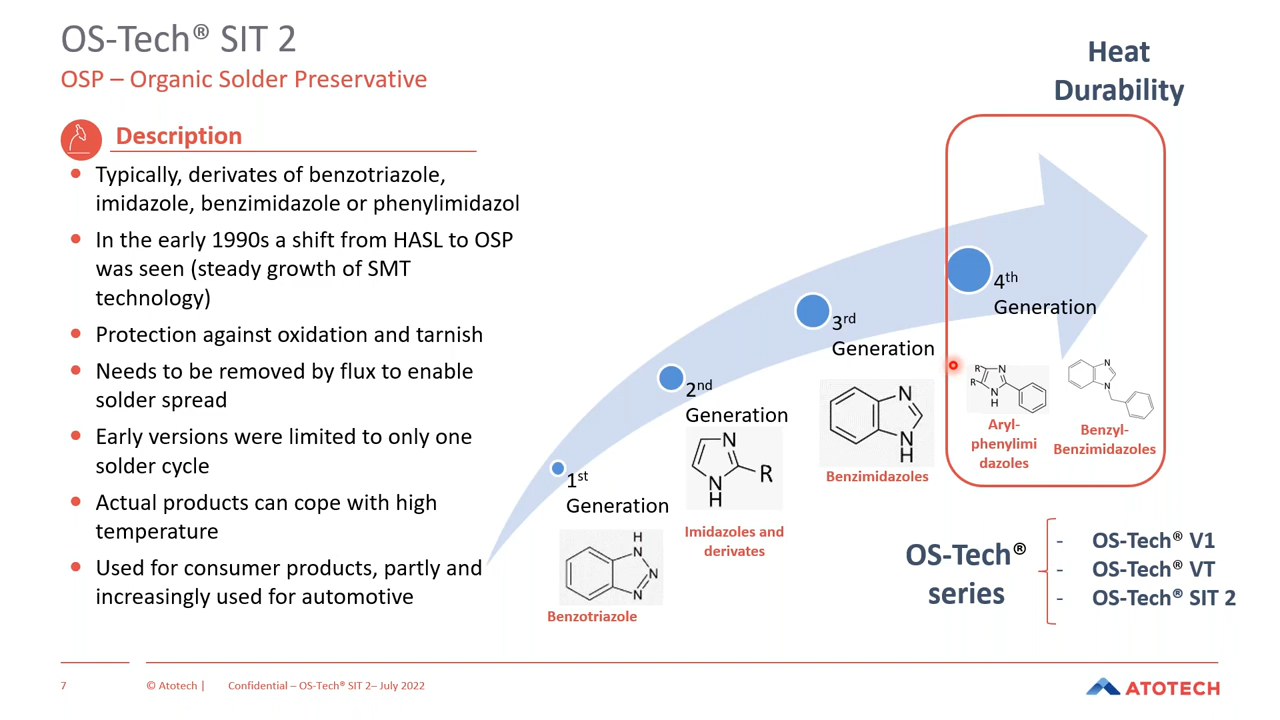 OS-Tech® SIT 2
OSP – Organic Solder Preservative
Heat
Durability
Description
Typically, derivates of benzotriazole,
imidazole, benzimidazole or phenylimidazol
In the early 1990s a shift from HASL to OSP
was seen (steady growth of SMT
technology)
Protection against oxidation and tarnish
Needs to be removed by flux to enable
solder spread
Early versions were limited to only one
solder cycle
Actual products can cope with high
temperature
Used for consumer products, partly and
increasingly used for automotive
1st
Generation
H
N
N
N
Benzotriazole
2nd
Generation
N
R
N
H
Imidazoles and
derivates
3rd
Generation
N
N
H
Benzimidazoles
4th
Generation
R
N
R
N
H
Aryl-
phenylimi
dazoles
N
N
Benzyl-
Benzimidazoles
OS-Tech®
series
- OS-Tech® V1
- OS-Tech® VT
- OS-Tech® SIT 2
7
© Atotech |
Confidential – OS-Tech® SIT 2– July 2022
ATOTECH